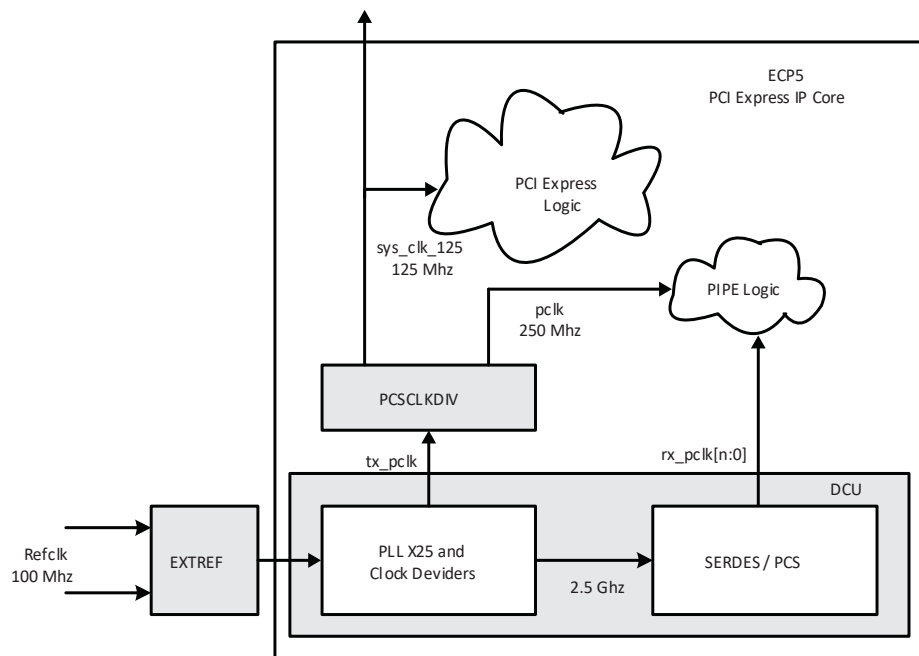 ECP5
PCI Express IP Core
PCI Express
Logic
sys_clk_125
125 Mhz
pclk
250 Mhz
PIPE Logic
PCSCLKDIV
tx_pclk
rx_pclk[n:0]
DCU
Refclk
100 Mhz
EXTREF
PLL X25 and
Clock Deviders
2.5 Ghz
SERDES / PCS